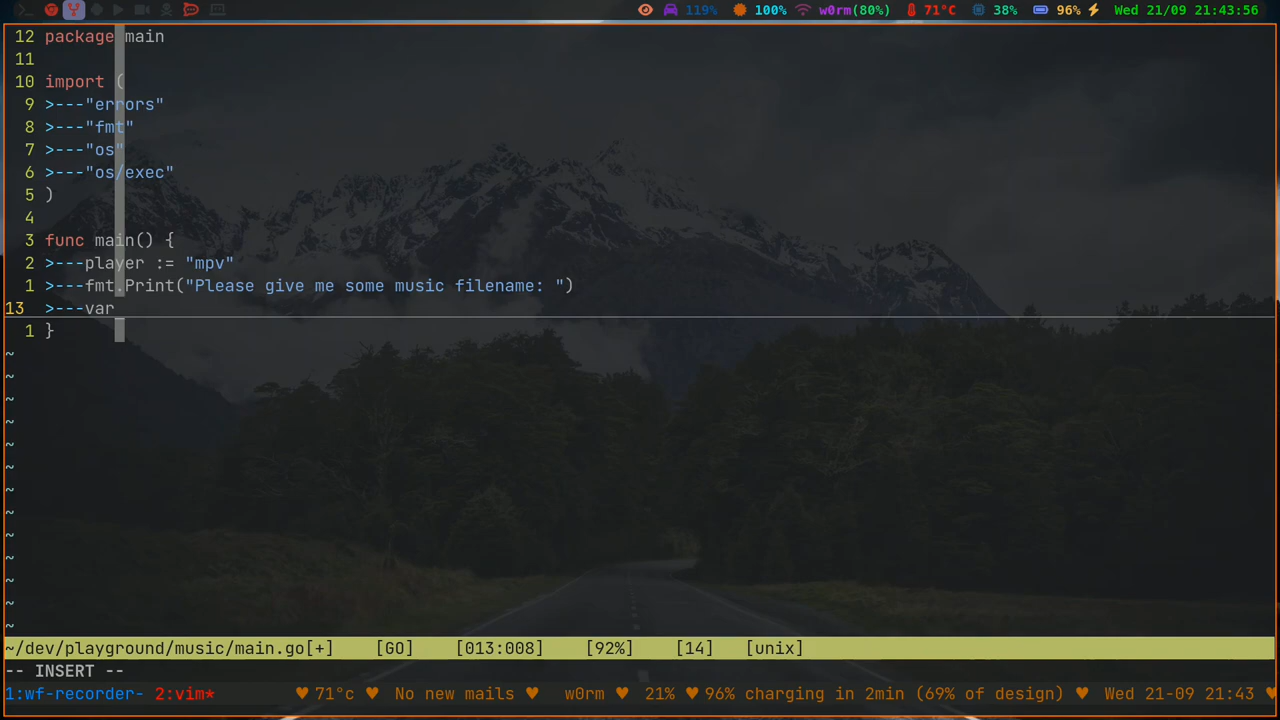 119% 100% w0rm(80%) 71°C 38% 96% Wed 21/09 21:43:56
12 package main
11
10 import (
9 >---"errors"
8 >---"fmt"
7 >---"os"
6 >---"os/exec"
5 )
4
3 func main() {
2 >---player := "mpv"
1 >---fmt.Print("Please give me some music filename: ")
13 >---var
1 }
~
~
~
~
~
~
~
~
~
~
~
~
~
~/dev/playground/music/main.go[+] [GO] [013:008] [92%] [14] [unix]
-- INSERT --
1:wf-recorder- 2:vim* ♥ 71°c ♥ No new mails ♥ w0rm ♥ 21% ♥ 96% charging in 2min (69% of design) ♥ Wed 21-09 21:43 ♥